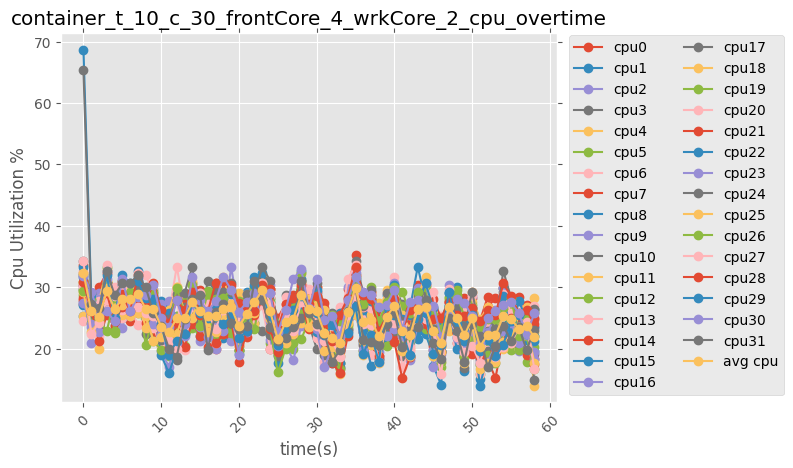 container_t_10_c_30_frontCore_4_wrkCore_2_cpu_overtime
Cpu Utilization %
70
60
50
40
30
20
0
10
20
30
40
50
60
time(s)
cpu0
cpu1
cpu2
cpu3
cpu4
cpu5
cpu6
cpu7
cpu8
cpu9
cpu10
cpu11
cpu12
cpu13
cpu14
cpu15
cpu16
cpu17
cpu18
cpu19
cpu20
cpu21
cpu22
cpu23
cpu24
cpu25
cpu26
cpu27
cpu28
cpu29
cpu30
cpu31
avg cpu